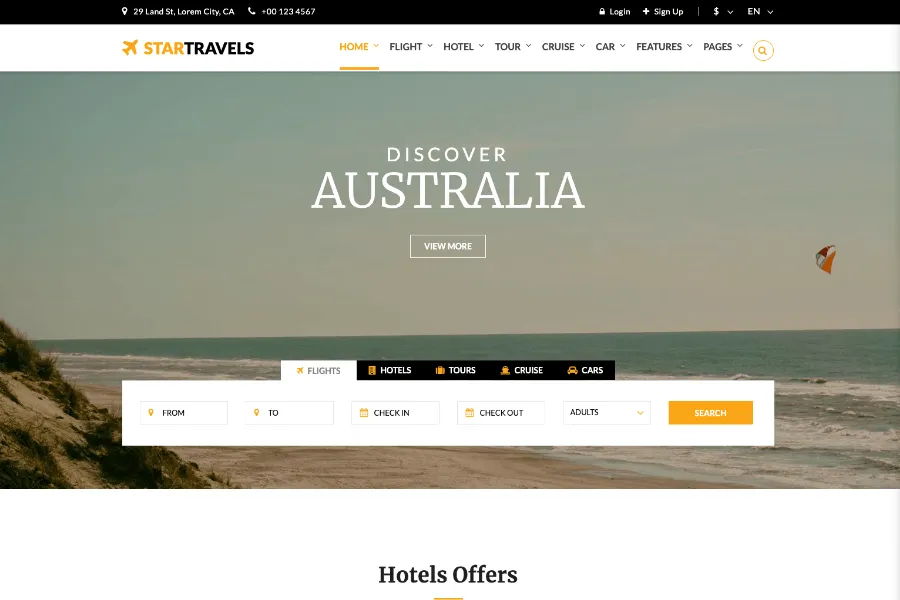 29 Land St, Lorem City, CA +00 123 4567 Login Sign Up $ EN
STARTRAVELS HOME FLIGHT HOTEL TOUR CRUISE CAR FEATURES PAGES
DISCOVER
AUSTRALIA
VIEW MORE
FLIGHTS HOTELS TOURS CRUISE CARS
FROM TO CHECK IN CHECK OUT ADULTS SEARCH
Hotels Offers